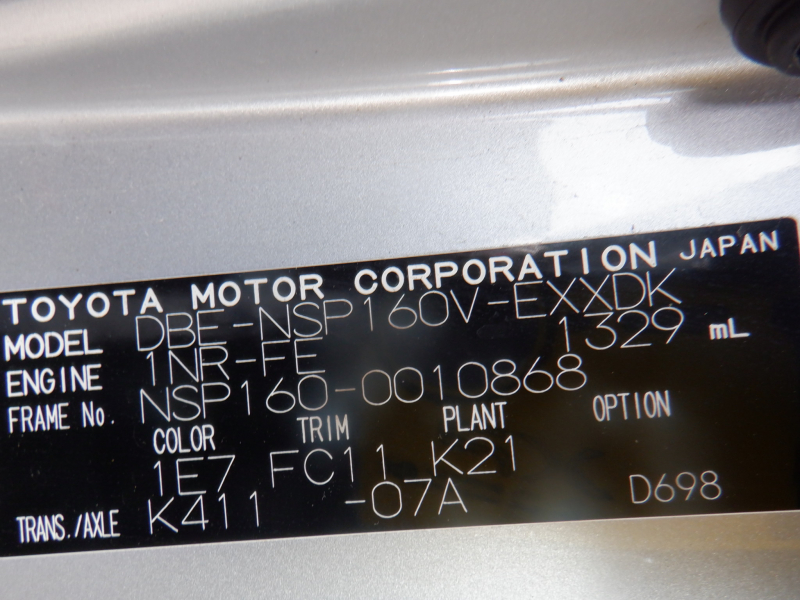 TOYOTA MOTOR CORPORATION JAPAN
MODEL DBE-NSP160V-EXXDK
ENGINE 1NR-FE 1329 mL
FRAME No. NSP160-0010868
COLOR TRIM PLANT OPTION
1E7 FC11 K21
TRANS./AXLE K411 -07A D698